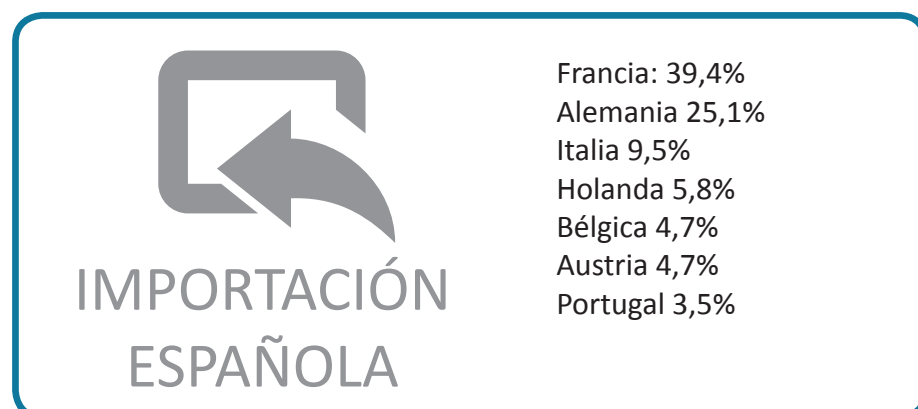 IMPORTACIÓN
ESPAÑOLA
Francia: 39,4%
Alemania 25,1%
Italia 9,5%
Holanda 5,8%
Bélgica 4,7%
Austria 4,7%
Portugal 3,5%